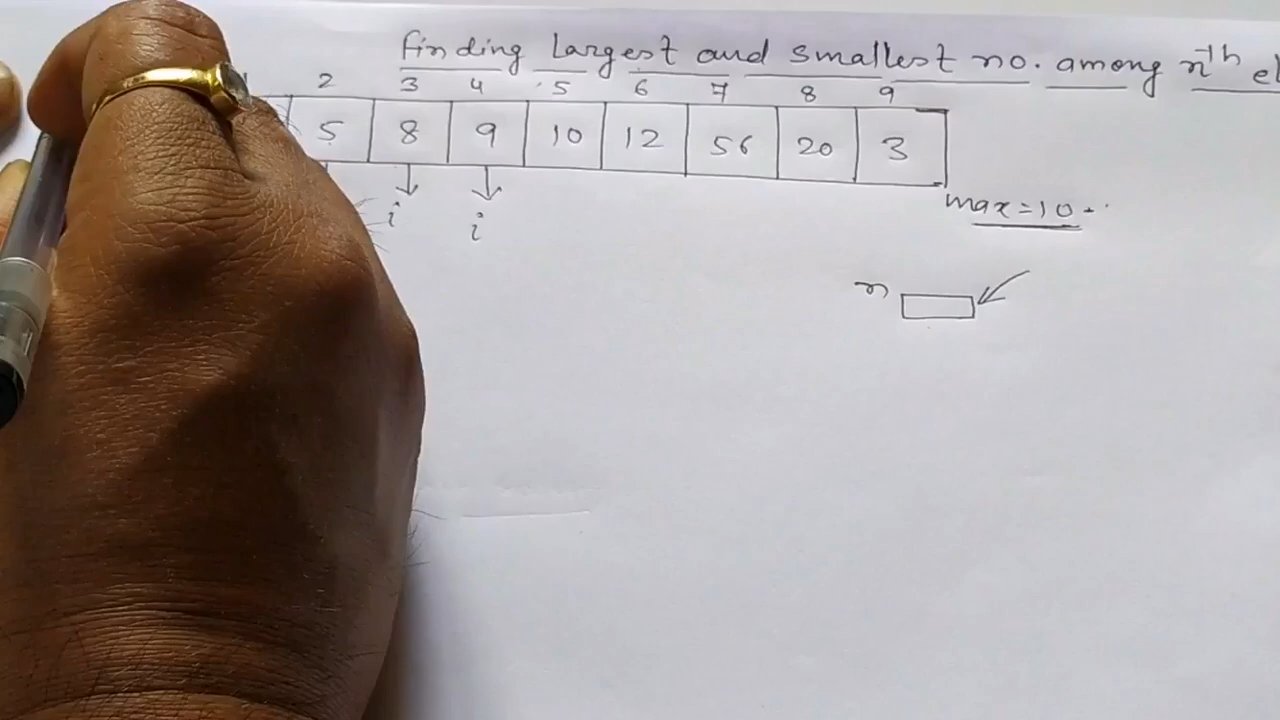 finding largest and smallest no. among nth
2 3 4 5 6 7 8 9
5 8 9 10 12 56 20 3
i i
max=10
n